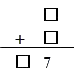 □
+ □
□ 7